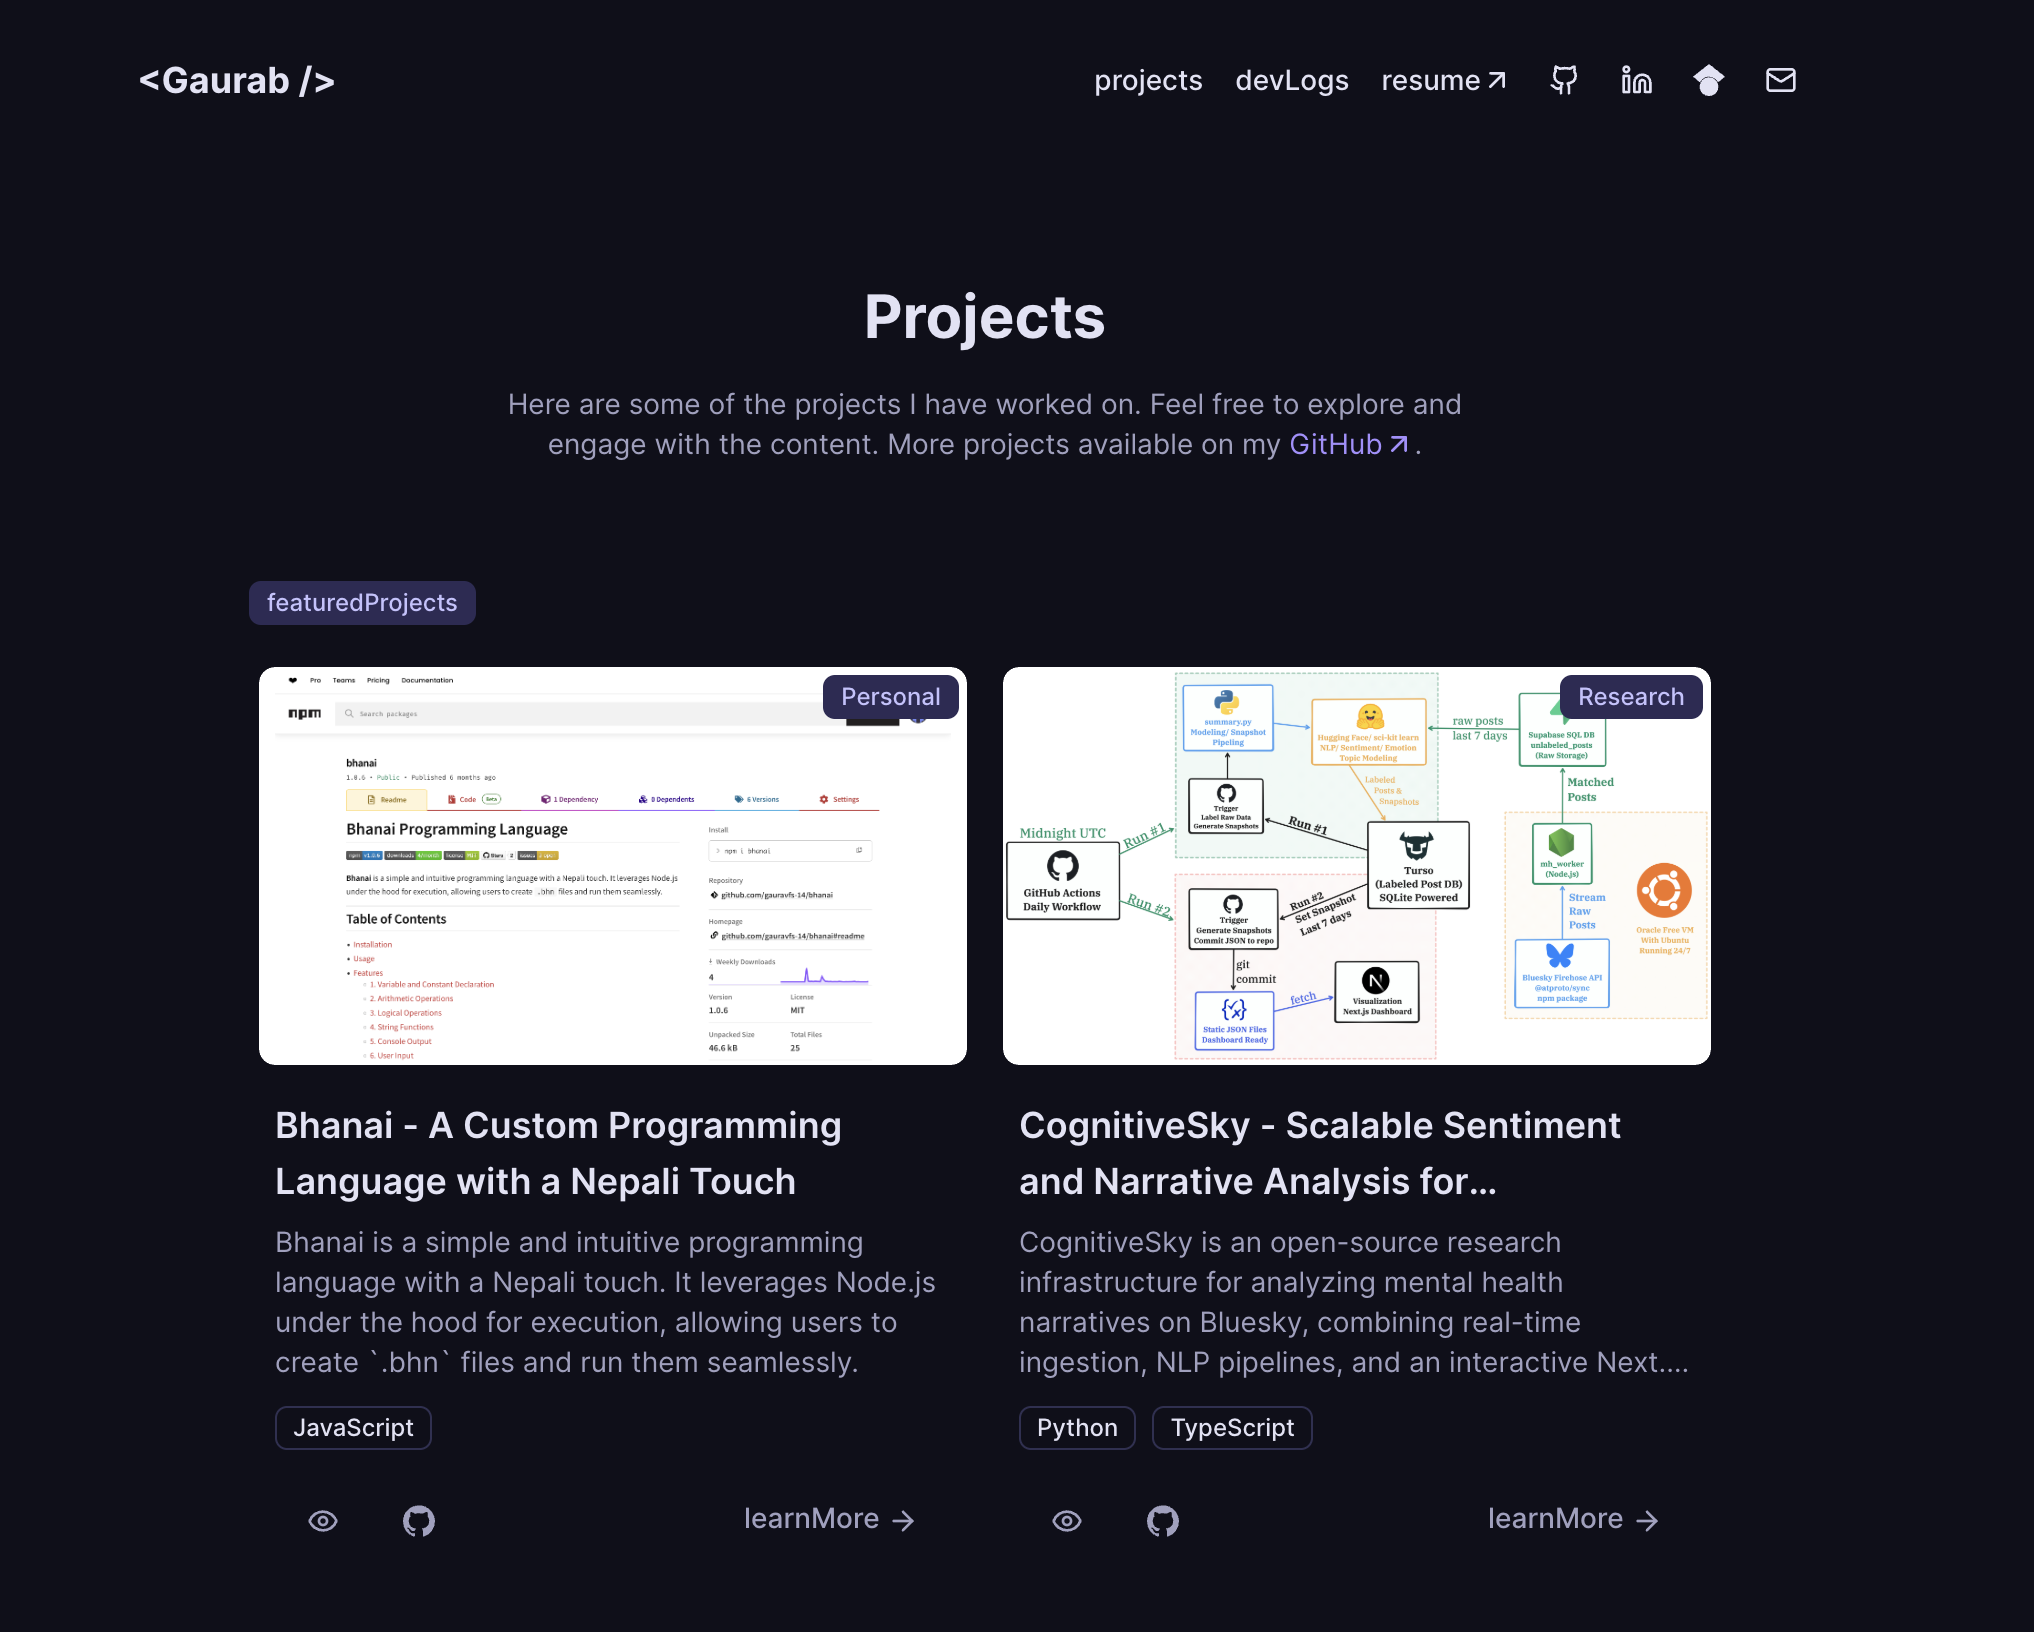 <Gaurab />
projects devLogs resume
Projects
Here are some of the projects I have worked on. Feel free to explore and
engage with the content. More projects available on my GitHub .
featuredProjects
Pro Teams Pricing Documentation
Personal
npm Search packages
bhanai
1.0.6 • Public • Published 6 months ago
Readme Code Beta 1 Dependency 0 Dependents 6 Versions Settings
Bhanai Programming Language
npm v1.0.6 downloads license MIT Stars 2 issues
Bhanai is a simple and intuitive programming language with a Nepali touch. It leverages Node.js
under the hood for execution, allowing users to create .bhn files and run them seamlessly.
Table of Contents
• Installation
• Usage
• Features
1. Variable and Constant Declaration
2. Arithmetic Operations
3. Logical Operations
4. String Functions
5. Console Output
6. User Input
Install
> npm i bhanai
Repository
github.com/gauravfs-14/bhanai
Homepage
github.com/gauravfs-14/bhanai#readme
Weekly Downloads
4
Version License
1.0.6 MIT
Unpacked Size Total Files
46.6 kB 25
Research
summary.py
Modeling/ Snapshot
Pipeling
Hugging Face/ sci-kit learn
NLP/ Sentiment/ Emotion
Topic Modeling
raw posts
last 7 days
Supabase SQL DB
unlabeled_posts
(Raw Storage)
Labeled
Posts &
Snapshots
Matched
Posts
Trigger
Label Raw Data
Generate Snapshots
Midnight UTC
Run #1
Run #1
GitHub Actions
Daily Workflow
Run #2
Turso
(Labeled Post DB)
SQLite Powered
mh_worker
(Node.js)
Run #2
Set Snapshot
Last 7 days
Trigger
Generate Snapshots
Commit JSON to repo
Stream
Raw
Posts
Oracle Free VM
With Ubuntu
Running 24/7
git
commit
Bluesky Firehose API
@atproto/sync
npm package
fetch
Visualization
Next.js Dashboard
Static JSON Files
Dashboard Ready
Bhanai - A Custom Programming
Language with a Nepali Touch
Bhanai is a simple and intuitive programming
language with a Nepali touch. It leverages Node.js
under the hood for execution, allowing users to
create `.bhn` files and run them seamlessly.
JavaScript
learnMore
CognitiveSky - Scalable Sentiment
and Narrative Analysis for...
CognitiveSky is an open-source research
infrastructure for analyzing mental health
narratives on Bluesky, combining real-time
ingestion, NLP pipelines, and an interactive Next....
Python TypeScript
learnMore